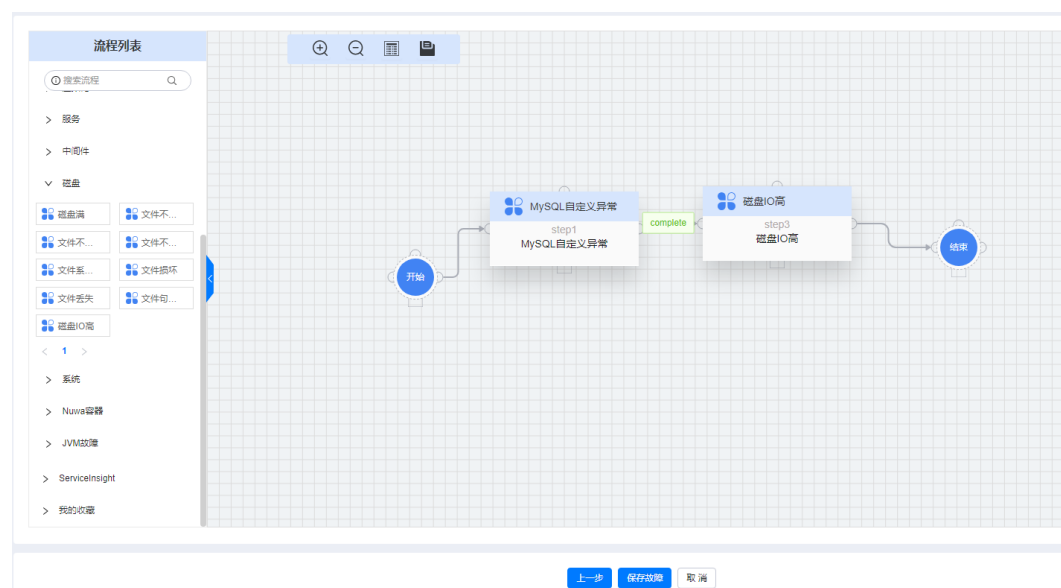 流程列表
搜索流程
服务
中间件
磁盘
磁盘满
文件不...
文件不...
文件不...
文件系...
文件损坏
文件丢失
文件句...
磁盘IO高
1
系统
Nuwa容器
JVM故障
ServiceInsight
我的收藏
开始
MySQL自定义异常
step1
MySQL自定义异常
complete
磁盘IO高
step3
磁盘IO高
结束
上一步
保存故障
取 消